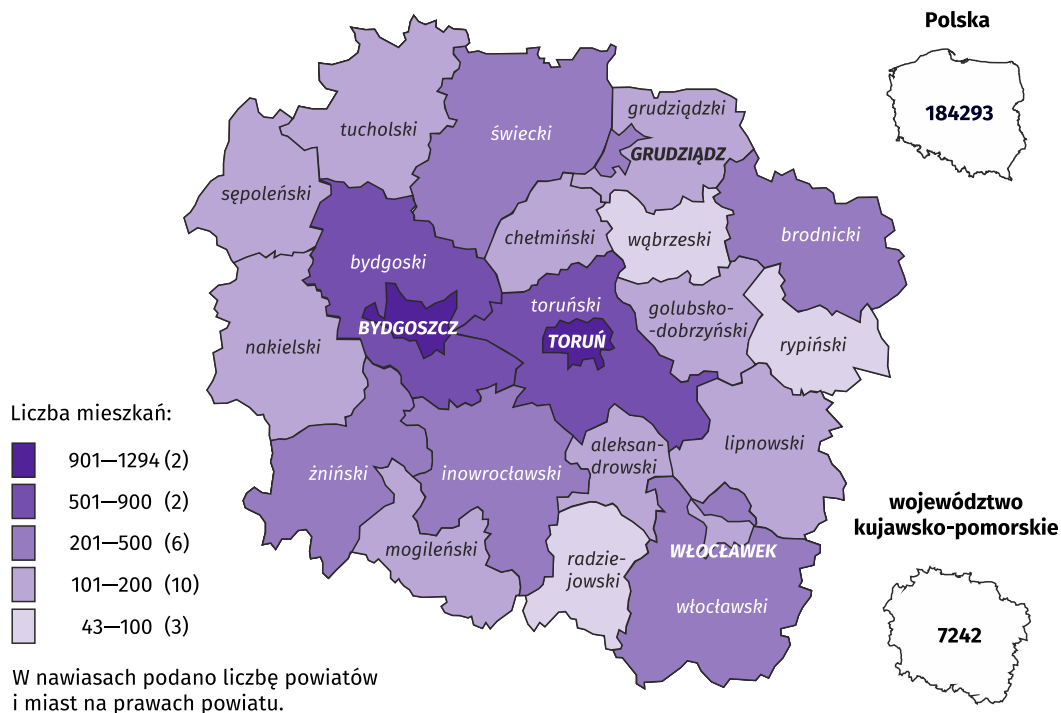 Polska
184293
tucholski
świecki
grudziądzki
GRUDZIĄDZ
sępoleński
chełmiński
wąbrzeski
brodnicki
bydgoski
toruński
golubsko-
-dobrzyński
BYDGOSZCZ
TORUŃ
nakielski
rypiński
Liczba mieszkań:
901—1294 (2)
501—900 (2)
201—500 (6)
101—200 (10)
43—100 (3)
aleksan-
drowski
lipnowski
żniński
inowrocławski
mogileński
radzie-
jowski
WŁOCŁAWEK
włocławski
województwo
kujawsko-pomorskie
7242
W nawiasach podano liczbę powiatów
i miast na prawach powiatu.